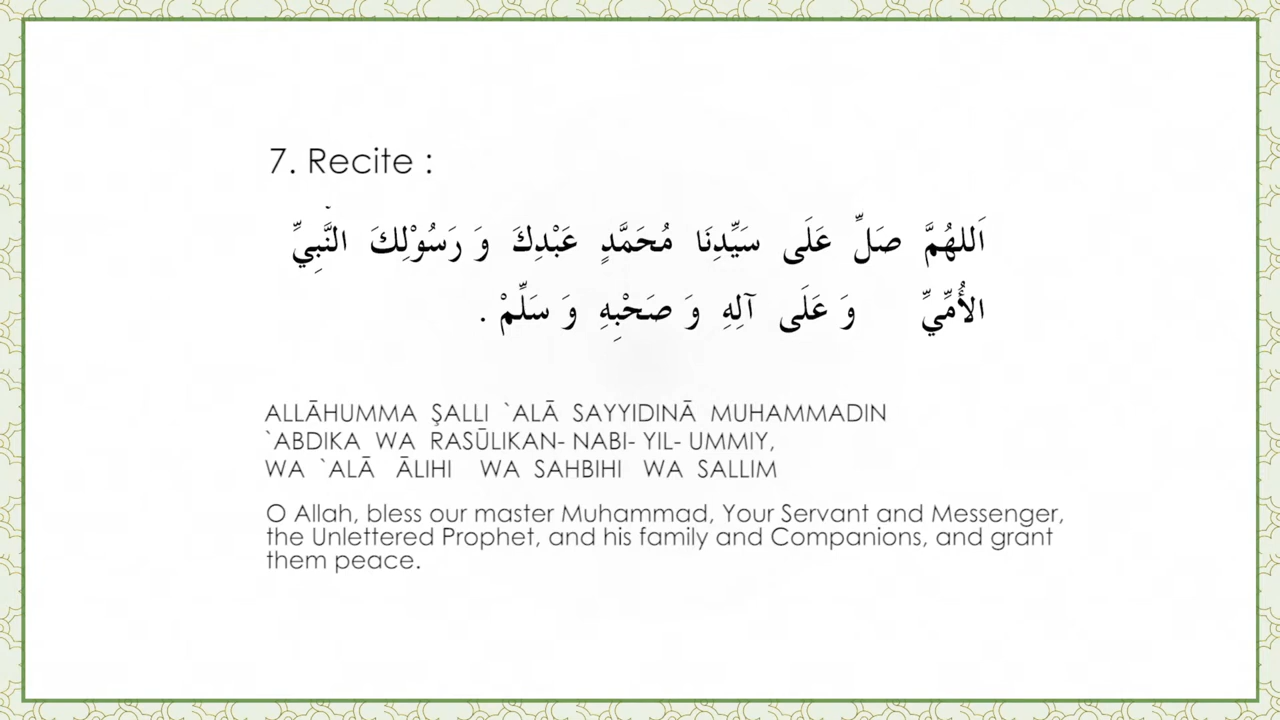 7. Recite :
اَللهُمَّ صَلِّ عَلَى سَيِّدِنَا مُحَمَّدٍ عَبْدِكَ وَ رَسُوْلِكَ النَّبِيِّ
الأُمِّيِّ وَ عَلَى آلِهِ وَ صَحْبِهِ وَ سَلِّمْ .
ALLĀHUMMA ŞALLI `ALĀ SAYYIDINĀ MUHAMMADIN
`ABDIKA WA RASŪLIKAN- NABI- YIL- UMMIY,
WA `ALĀ ĀLIHI WA SAHBIHI WA SALLIM
O Allah, bless our master Muhammad, Your Servant and Messenger,
the Unlettered Prophet, and his family and Companions, and grant
them peace.